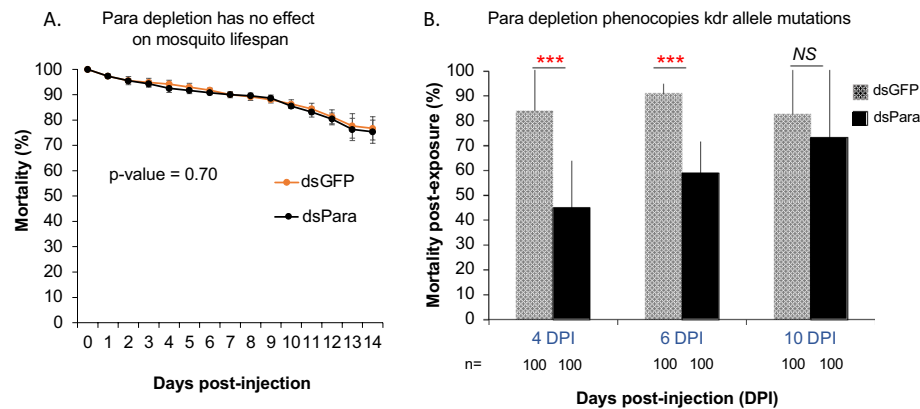 A. Para depletion has no effect
on mosquito lifespan
Mortality (%)
100
90
80
70
60
50
40
30
20
10
0
p-value = 0.70
dsGFP
dsPara
0 1 2 3 4 5 6 7 8 9 10 11 12 13 14
Days post-injection
B. Para depletion phenocopies kdr allele mutations
Mortality post-exposure (%)
100
90
80
70
60
50
40
30
20
10
0
*** *** NS
dsGFP
dsPara
4 DPI 6 DPI 10 DPI
n= 100 100 100 100 100 100
Days post-injection (DPI)